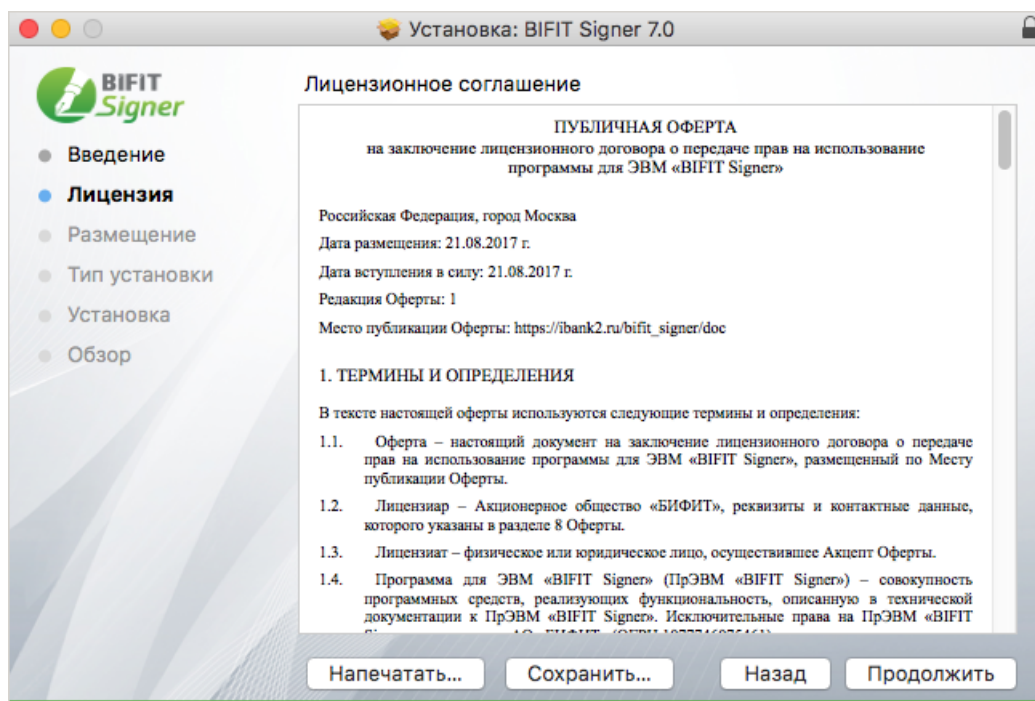 Установка: BIFIT Signer 7.0
BIFIT
Signer
Введение
Лицензия
Размещение
Тип установки
Установка
Обзор
Лицензионное соглашение
ПУБЛИЧНАЯ ОФЕРТА
на заключение лицензионного договора о передаче прав на использование
программы для ЭВМ «BIFIT Signer»
Российская Федерация, город Москва
Дата размещения: 21.08.2017 г.
Дата вступления в силу: 21.08.2017 г.
Редакция Оферты: 1
Место публикации Оферты: https://ibank2.ru/bifit_signer/doc
1. ТЕРМИНЫ И ОПРЕДЕЛЕНИЯ
В тексте настоящей оферты используются следующие термины и определения:
1.1. Оферта – настоящий документ на заключение лицензионного договора о передаче
прав на использование программы для ЭВМ «BIFIT Signer», размещенный по Месту
публикации Оферты.
1.2. Лицензиар – Акционерное общество «БИФИТ», реквизиты и контактные данные,
которого указаны в разделе 8 Оферты.
1.3. Лицензиат – физическое или юридическое лицо, осуществившее Акцепт Оферты.
1.4. Программа для ЭВМ «BIFIT Signer» (ПрЭВМ «BIFIT Signer») – совокупность
программных средств, реализующих функциональность, описанную в технической
документации к ПрЭВМ «BIFIT Signer». Исключительные права на ПрЭВМ «BIFIT
Напечатать...
Сохранить...
Назад
Продолжить